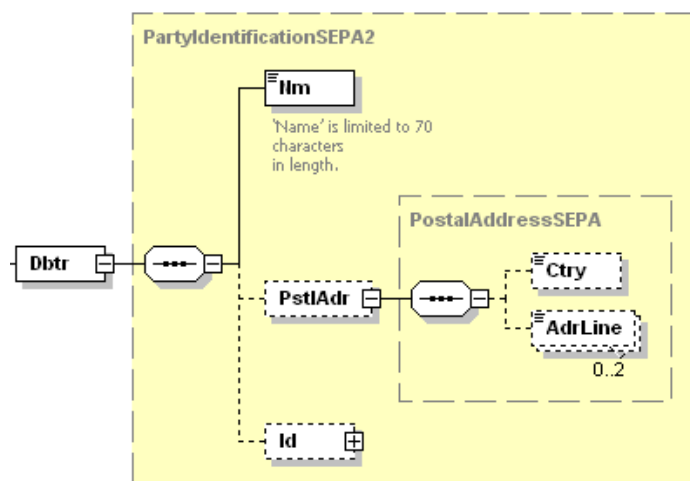 PartyIdentificationSEPA2
Nm
'Name' is limited to 70
characters
in length.
PostalAddressSEPA
Dbtr
Ctry
PstlAdr
AdrLine
0..2
Id